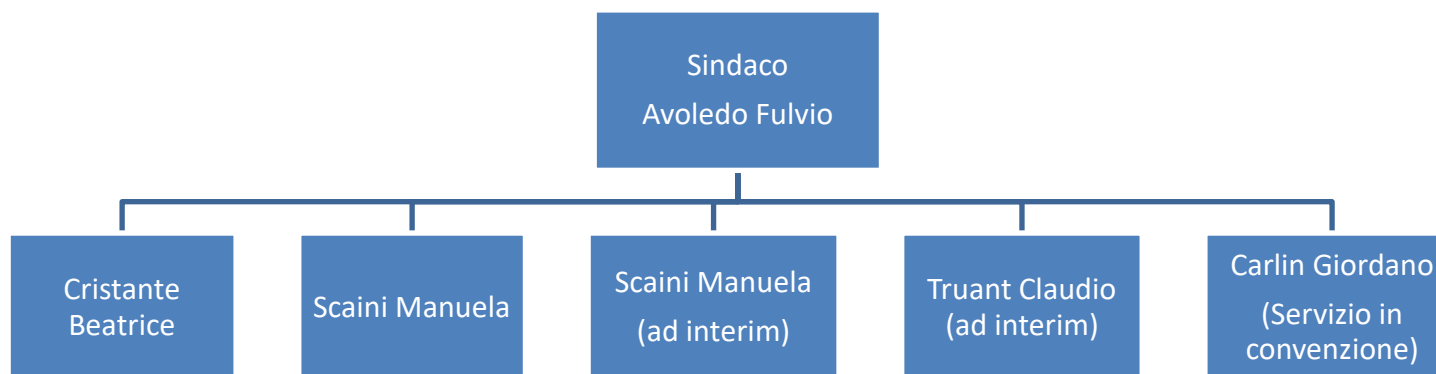 Sindaco
Avoledo Fulvio
Cristante
Beatrice
Scaini Manuela
Scaini Manuela
(ad interim)
Truant Claudio
(ad interim)
Carlin Giordano
(Servizio in
convenzione)